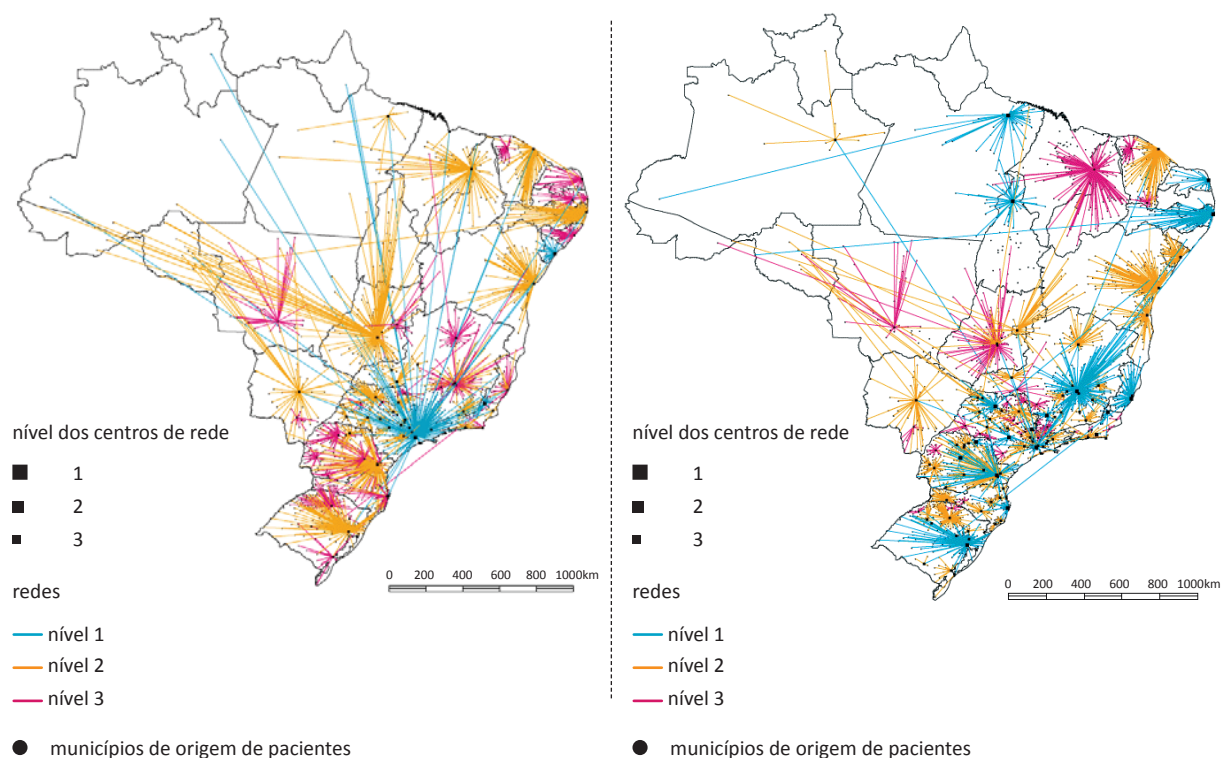 nível dos centros de rede
1
2
3
0 200 400 600 800 1000km
redes
nível 1
nível 2
nível 3
municípios de origem de pacientes
nível dos centros de rede
1
2
3
0 200 400 600 800 1000km
redes
nível 1
nível 2
nível 3
municípios de origem de pacientes